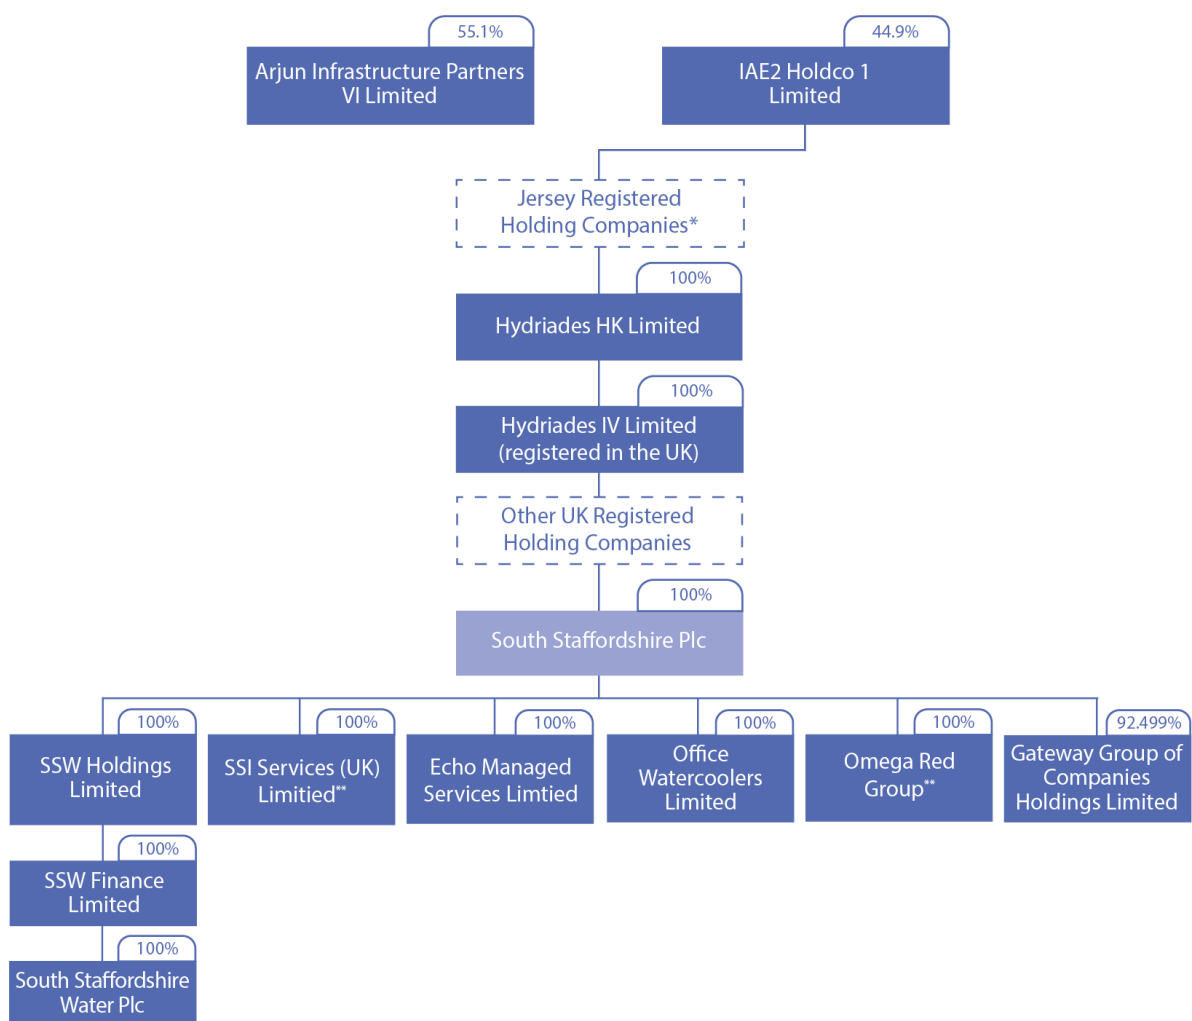 55.1%
Arjun Infrastructure Partners
VI Limited
44.9%
IAE2 Holdco 1
Limited
Jersey Registered
Holding Companies*
100%
Hydriades HK Limited
100%
Hydriades IV Limited
(registered in the UK)
Other UK Registered
Holding Companies
100%
South Staffordshire Plc
100%
SSW Holdings
Limited
100%
SSI Services (UK)
Limitied**
100%
Echo Managed
Services Limtied
100%
Office
Watercoolers
Limited
100%
Omega Red
Group**
92.499%
Gateway Group of
Companies
Holdings Limited
100%
SSW Finance
Limited
100%
South Staffordshire
Water Plc